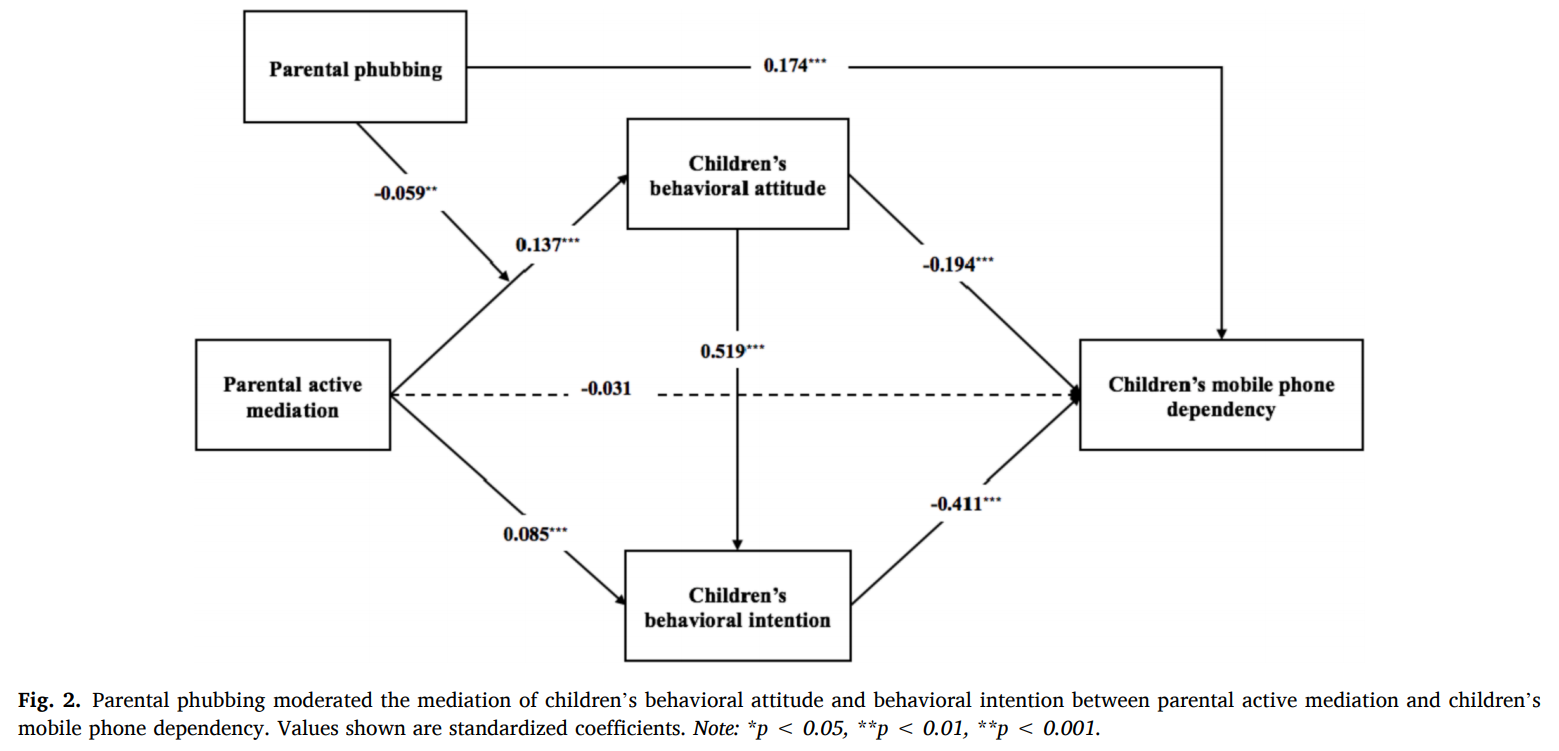 Parental phubbing
0.174***
Children's
behavioral attitude
-0.059**
0.137***
-0.194***
0.519***
Parental active
mediation
-0.031
Children's mobile phone
dependency
-0.411***
0.085***
Children's
behavioral intention
Fig. 2. Parental phubbing moderated the mediation of children's behavioral attitude and behavioral intention between parental active mediation and children's
mobile phone dependency. Values shown are standardized coefficients. Note: *p < 0.05, **p < 0.01, **p < 0.001.